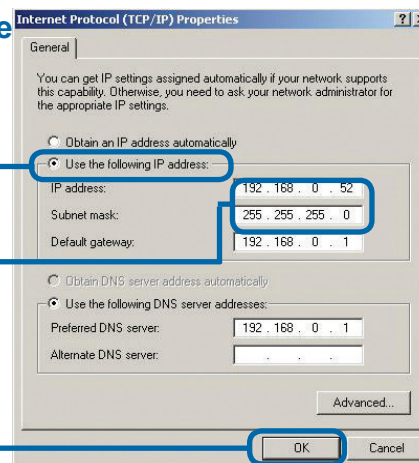 e
Internet Protocol (TCP/IP) Properties
General
You can get IP settings assigned automatically if your network supports
this capability. Otherwise, you need to ask your network administrator for
the appropriate IP settings.
Obtain an IP address automatically
Use the following IP address:
IP address: 192 . 168 . 0 . 52
Subnet mask: 255 . 255 . 255 . 0
Default gateway: 192 . 168 . 0 . 1
Obtain DNS server address automatically
Use the following DNS server addresses:
Preferred DNS server: 192 . 168 . 0 . 1
Alternate DNS server: . . .
Advanced...
OK Cancel